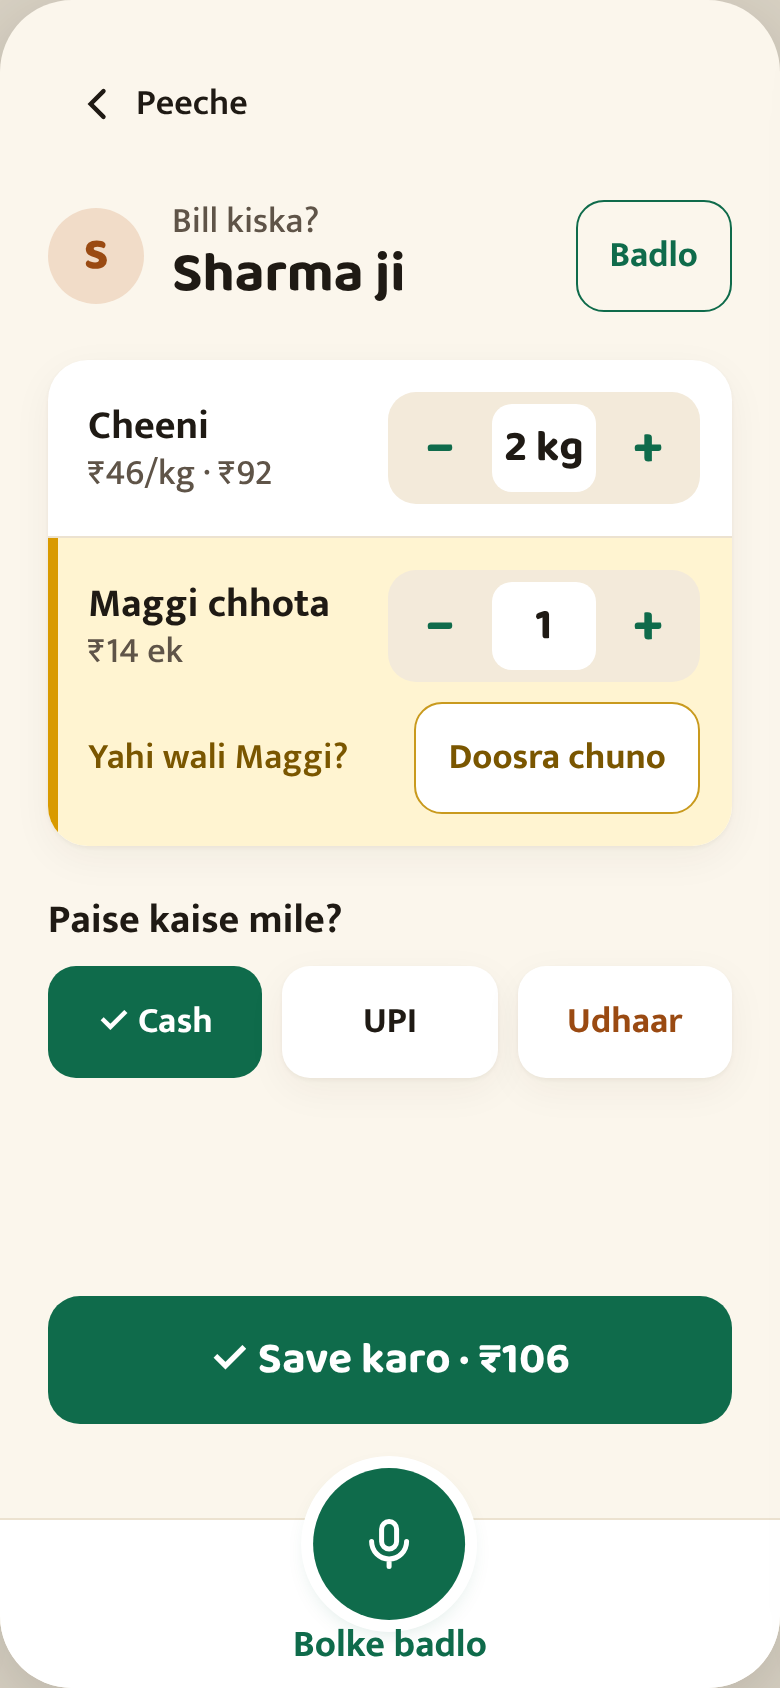 Peeche
S
Bill kiska?
Sharma ji
Badlo
Cheeni
₹46/kg · ₹92
− 2 kg +
Maggi chhota
₹14 ek
− 1 +
Yahi wali Maggi?
Doosra chuno
Paise kaise mile?
✓ Cash
UPI
Udhaar
✓ Save karo · ₹106
Bolke badlo